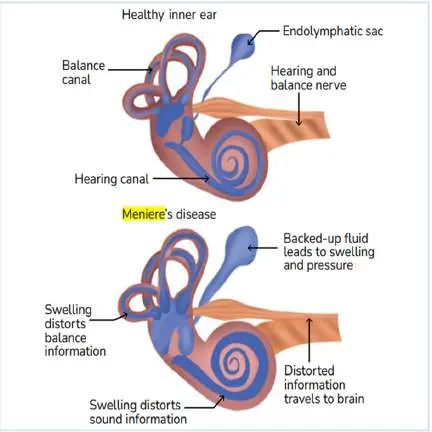 Healthy inner ear
Endolymphatic sac
Balance
canal
Hearing and
balance nerve
Hearing canal
Meniere's disease
Backed-up fluid
leads to swelling
and pressure
Swelling
distorts
balance
information
Distorted
information
travels to brain
Swelling distorts
sound information